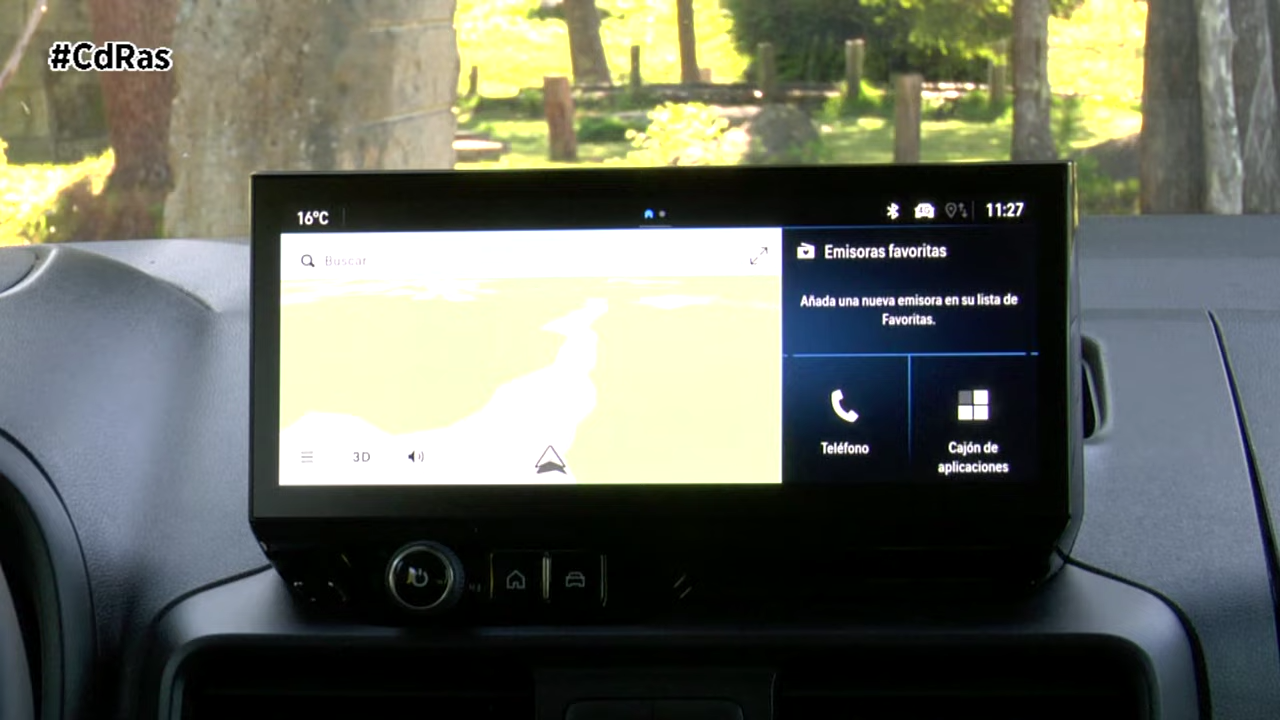 #CdRas
16°C
11:27
Buscar
Emisoras favoritas
Añada una nueva emisora en su lista de
Favoritas.
3D
Teléfono
Cajón de
aplicaciones